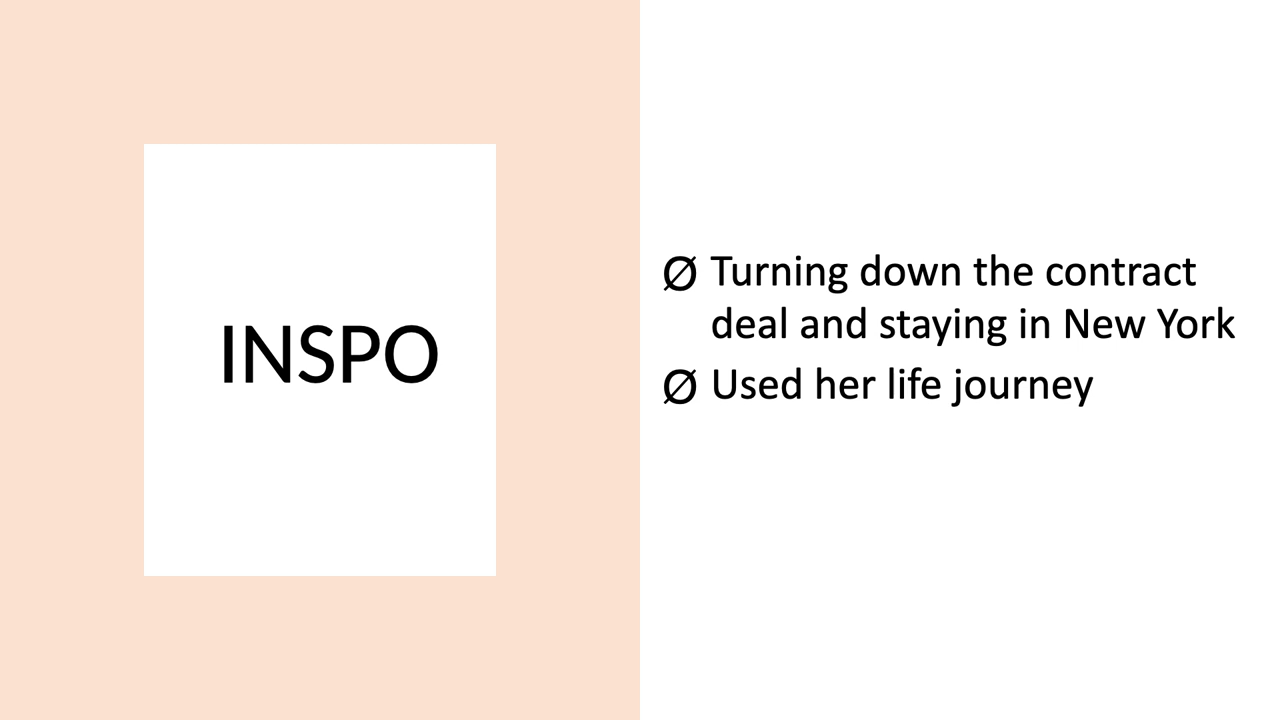 INSPO
Ø Turning down the contract
deal and staying in New York
Ø Used her life journey